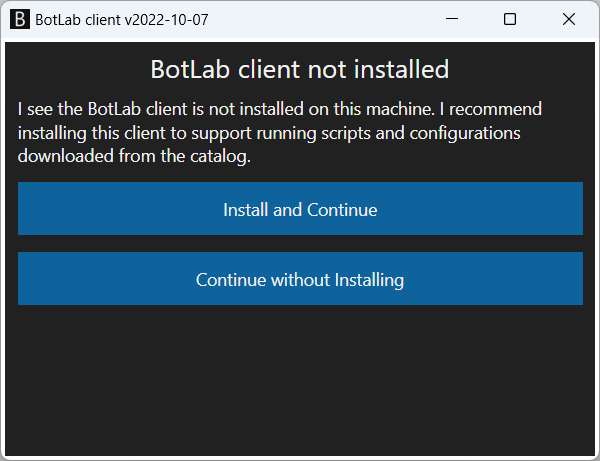 B BotLab client v2022-10-07
BotLab client not installed
I see the BotLab client is not installed on this machine. I recommend
installing this client to support running scripts and configurations
downloaded from the catalog.
Install and Continue
Continue without Installing